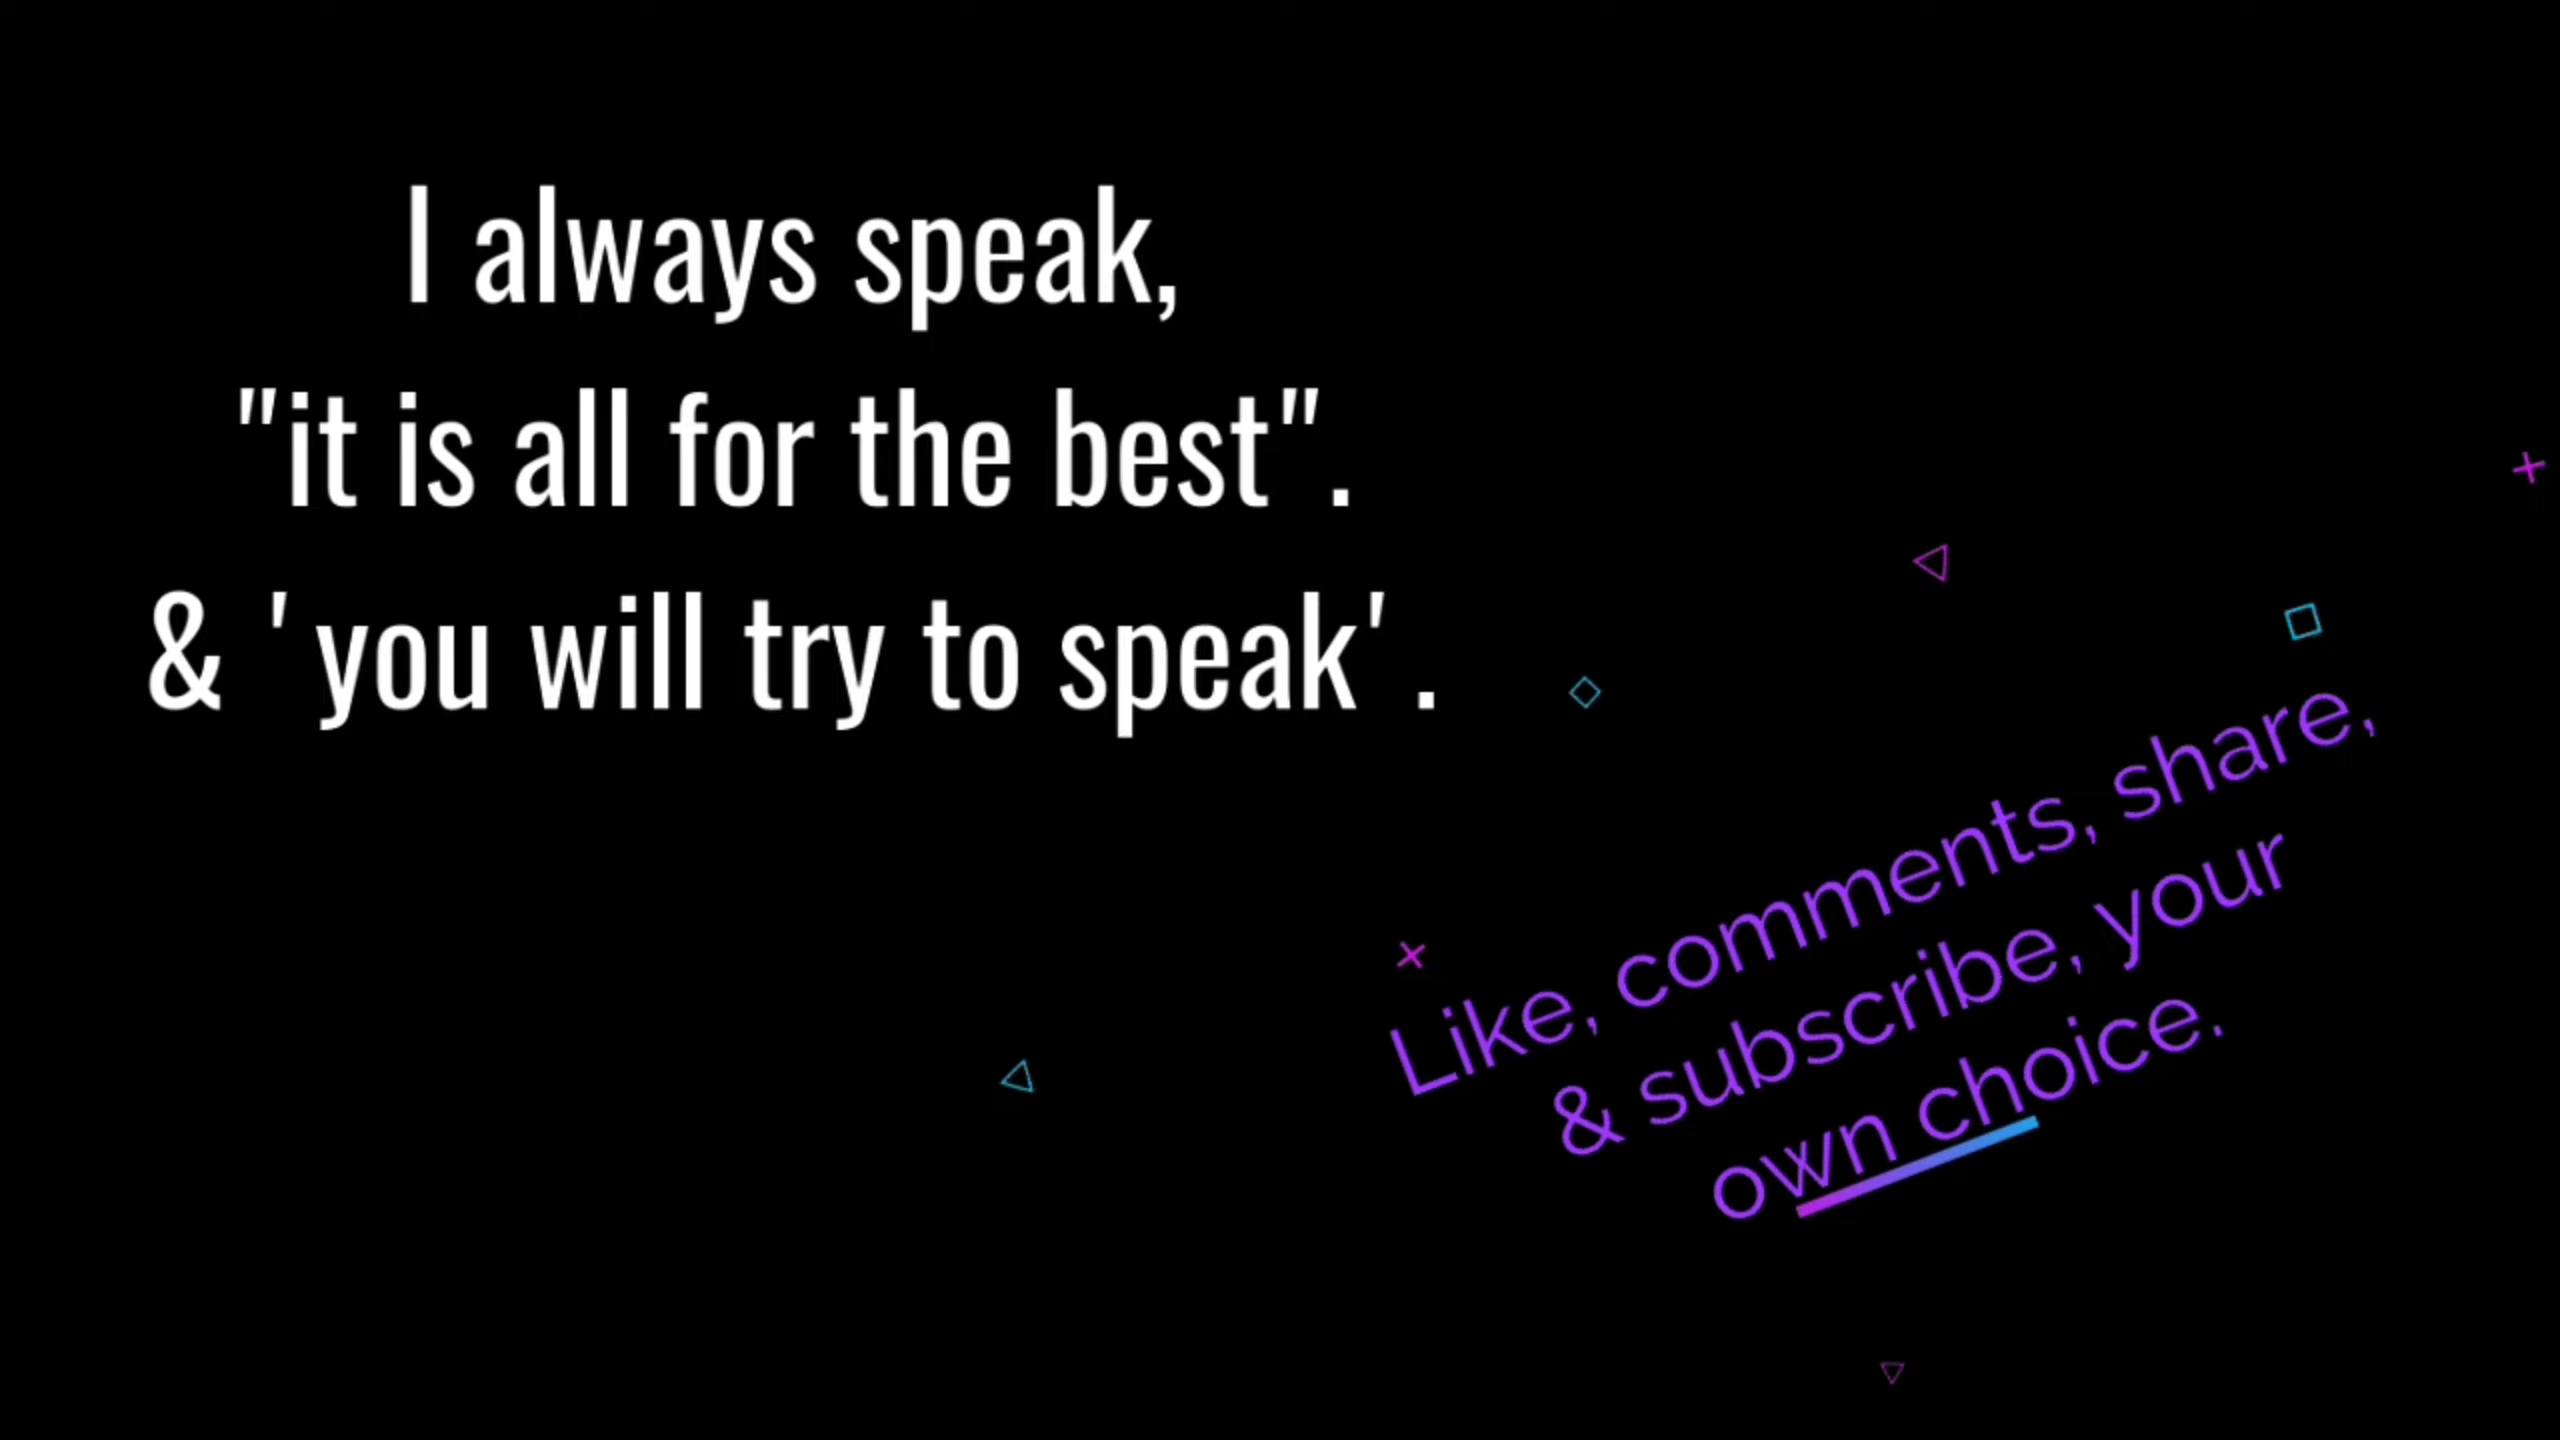 I always speak,
"it is all for the best".
& 'you will try to speak'.
Like, comments, share,
& subscribe, your
own choice.